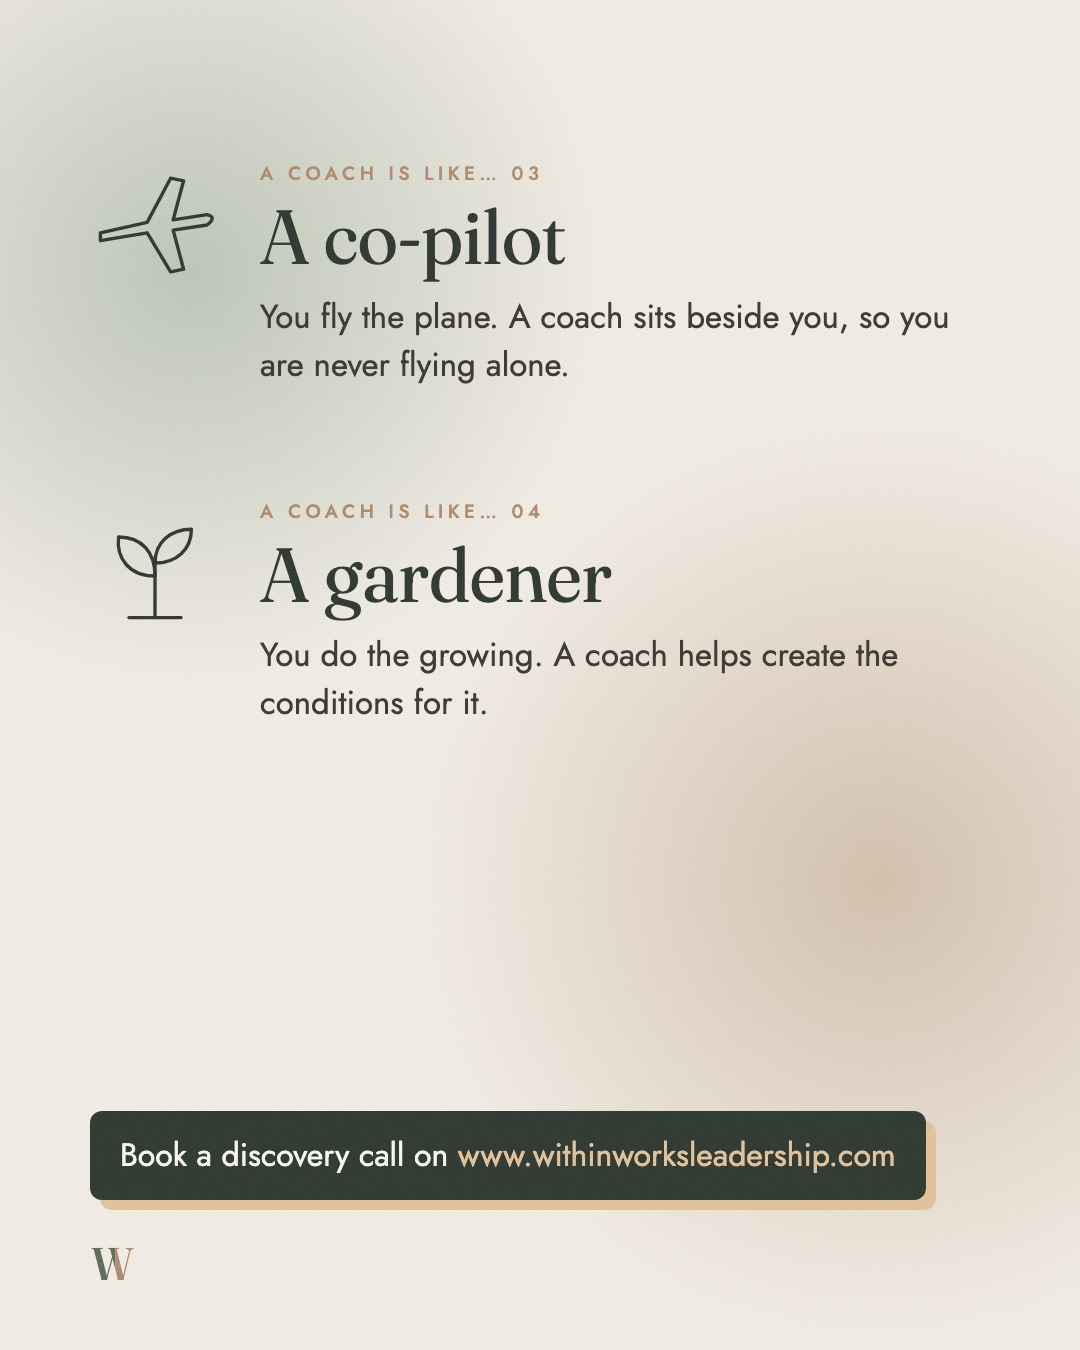 A COACH IS LIKE… 03
A co-pilot
You fly the plane. A coach sits beside you, so you
are never flying alone.
A COACH IS LIKE… 04
A gardener
You do the growing. A coach helps create the
conditions for it.
Book a discovery call on www.withinworksleadership.com
W